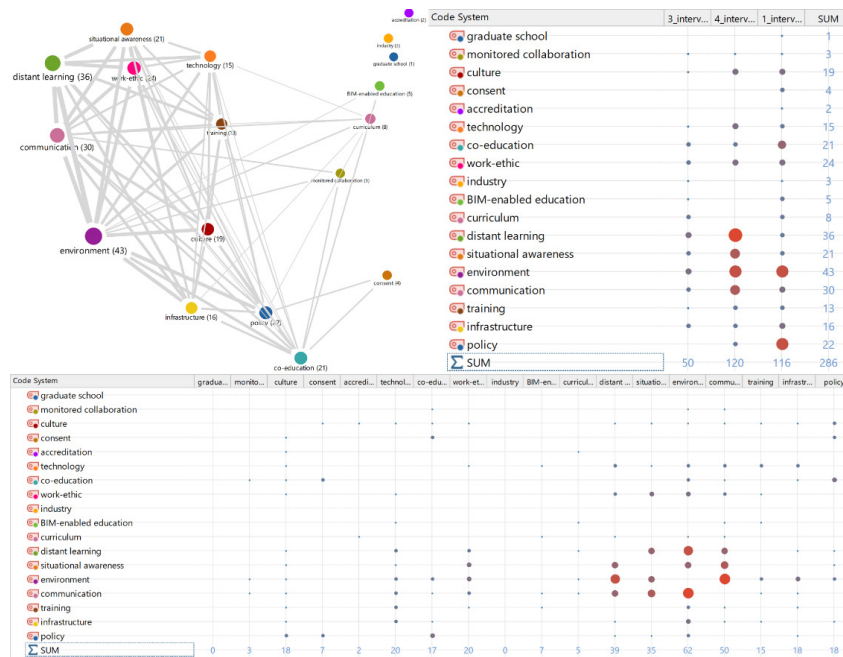 accreditation (2)
situational awareness (21)
industry (3)
graduate school (1)
technology (15)
distant learning (36)
work-ethic (24)
BIM-enabled education (5)
curriculum (8)
training (13)
communication (30)
monitored collaboration (3)
culture (19)
environment (43)
consent (4)
infrastructure (16)
policy (22)
co-education (21)
Code System 3_interv... 4_interv... 1_interv... SUM
graduate school 1
monitored collaboration 3
culture 19
consent 4
accreditation 2
technology 15
co-education 21
work-ethic 24
industry 3
BIM-enabled education 5
curriculum 8
distant learning 36
situational awareness 21
environment 43
communication 30
training 13
infrastructure 16
policy 22
Σ SUM 50 120 116 286
Code System gradua... monito... culture consent accredi... technol... co-edu... work-et... industry BIM-en... curricul... distant ... situatio... environ... commu... training infrastr... policy
graduate school
monitored collaboration
culture
consent
accreditation
technology
co-education
work-ethic
industry
BIM-enabled education
curriculum
distant learning
situational awareness
environment
communication
training
infrastructure
policy
Σ SUM 0 3 18 7 2 20 17 20 0 7 5 39 35 62 50 15 18 18